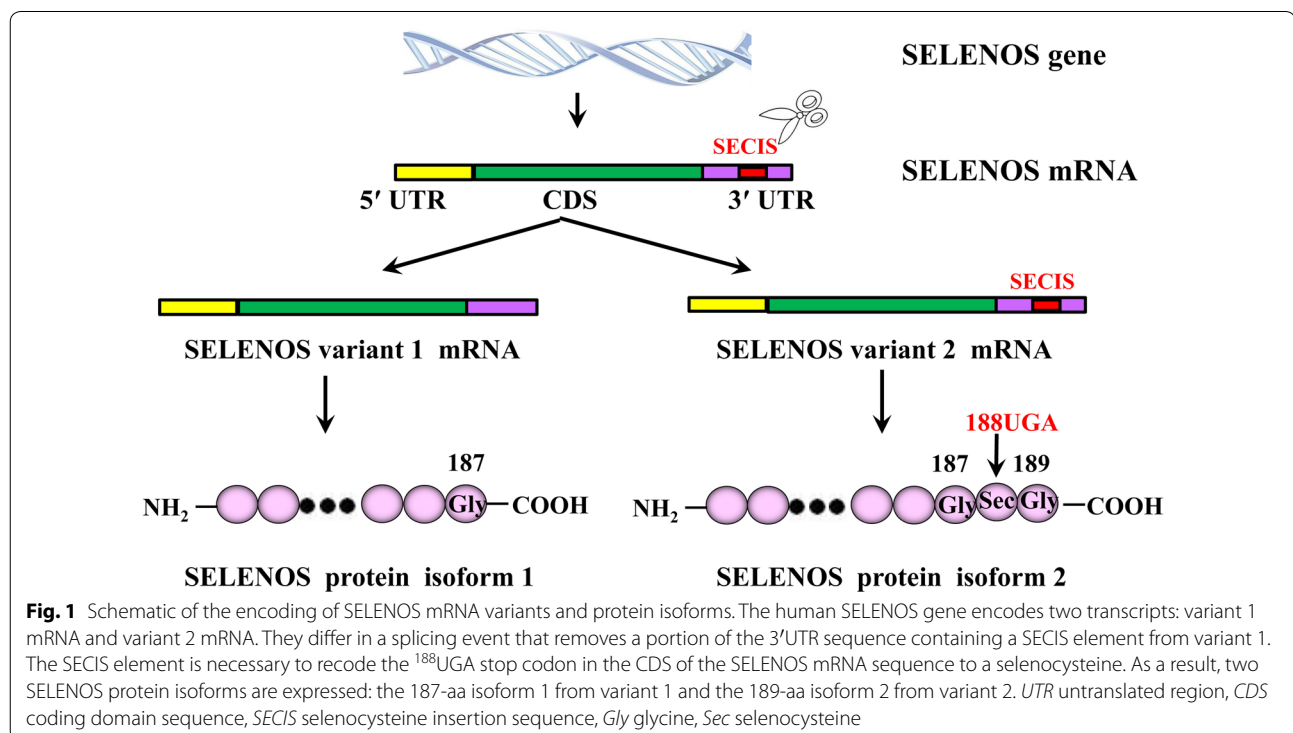 SELENOS gene
SECIS
SELENOS mRNA
5′ UTR CDS 3′ UTR
SECIS
SELENOS variant 1 mRNA SELENOS variant 2 mRNA
188UGA
187 187 189
NH₂ Gly COOH NH₂ Gly Sec Gly COOH
SELENOS protein isoform 1 SELENOS protein isoform 2
Fig. 1 Schematic of the encoding of SELENOS mRNA variants and protein isoforms. The human SELENOS gene encodes two transcripts: variant 1
mRNA and variant 2 mRNA. They differ in a splicing event that removes a portion of the 3′UTR sequence containing a SECIS element from variant 1.
The SECIS element is necessary to recode the ¹⁸⁸UGA stop codon in the CDS of the SELENOS mRNA sequence to a selenocysteine. As a result, two
SELENOS protein isoforms are expressed: the 187-aa isoform 1 from variant 1 and the 189-aa isoform 2 from variant 2. UTR untranslated region, CDS
coding domain sequence, SECIS selenocysteine insertion sequence, Gly glycine, Sec selenocysteine